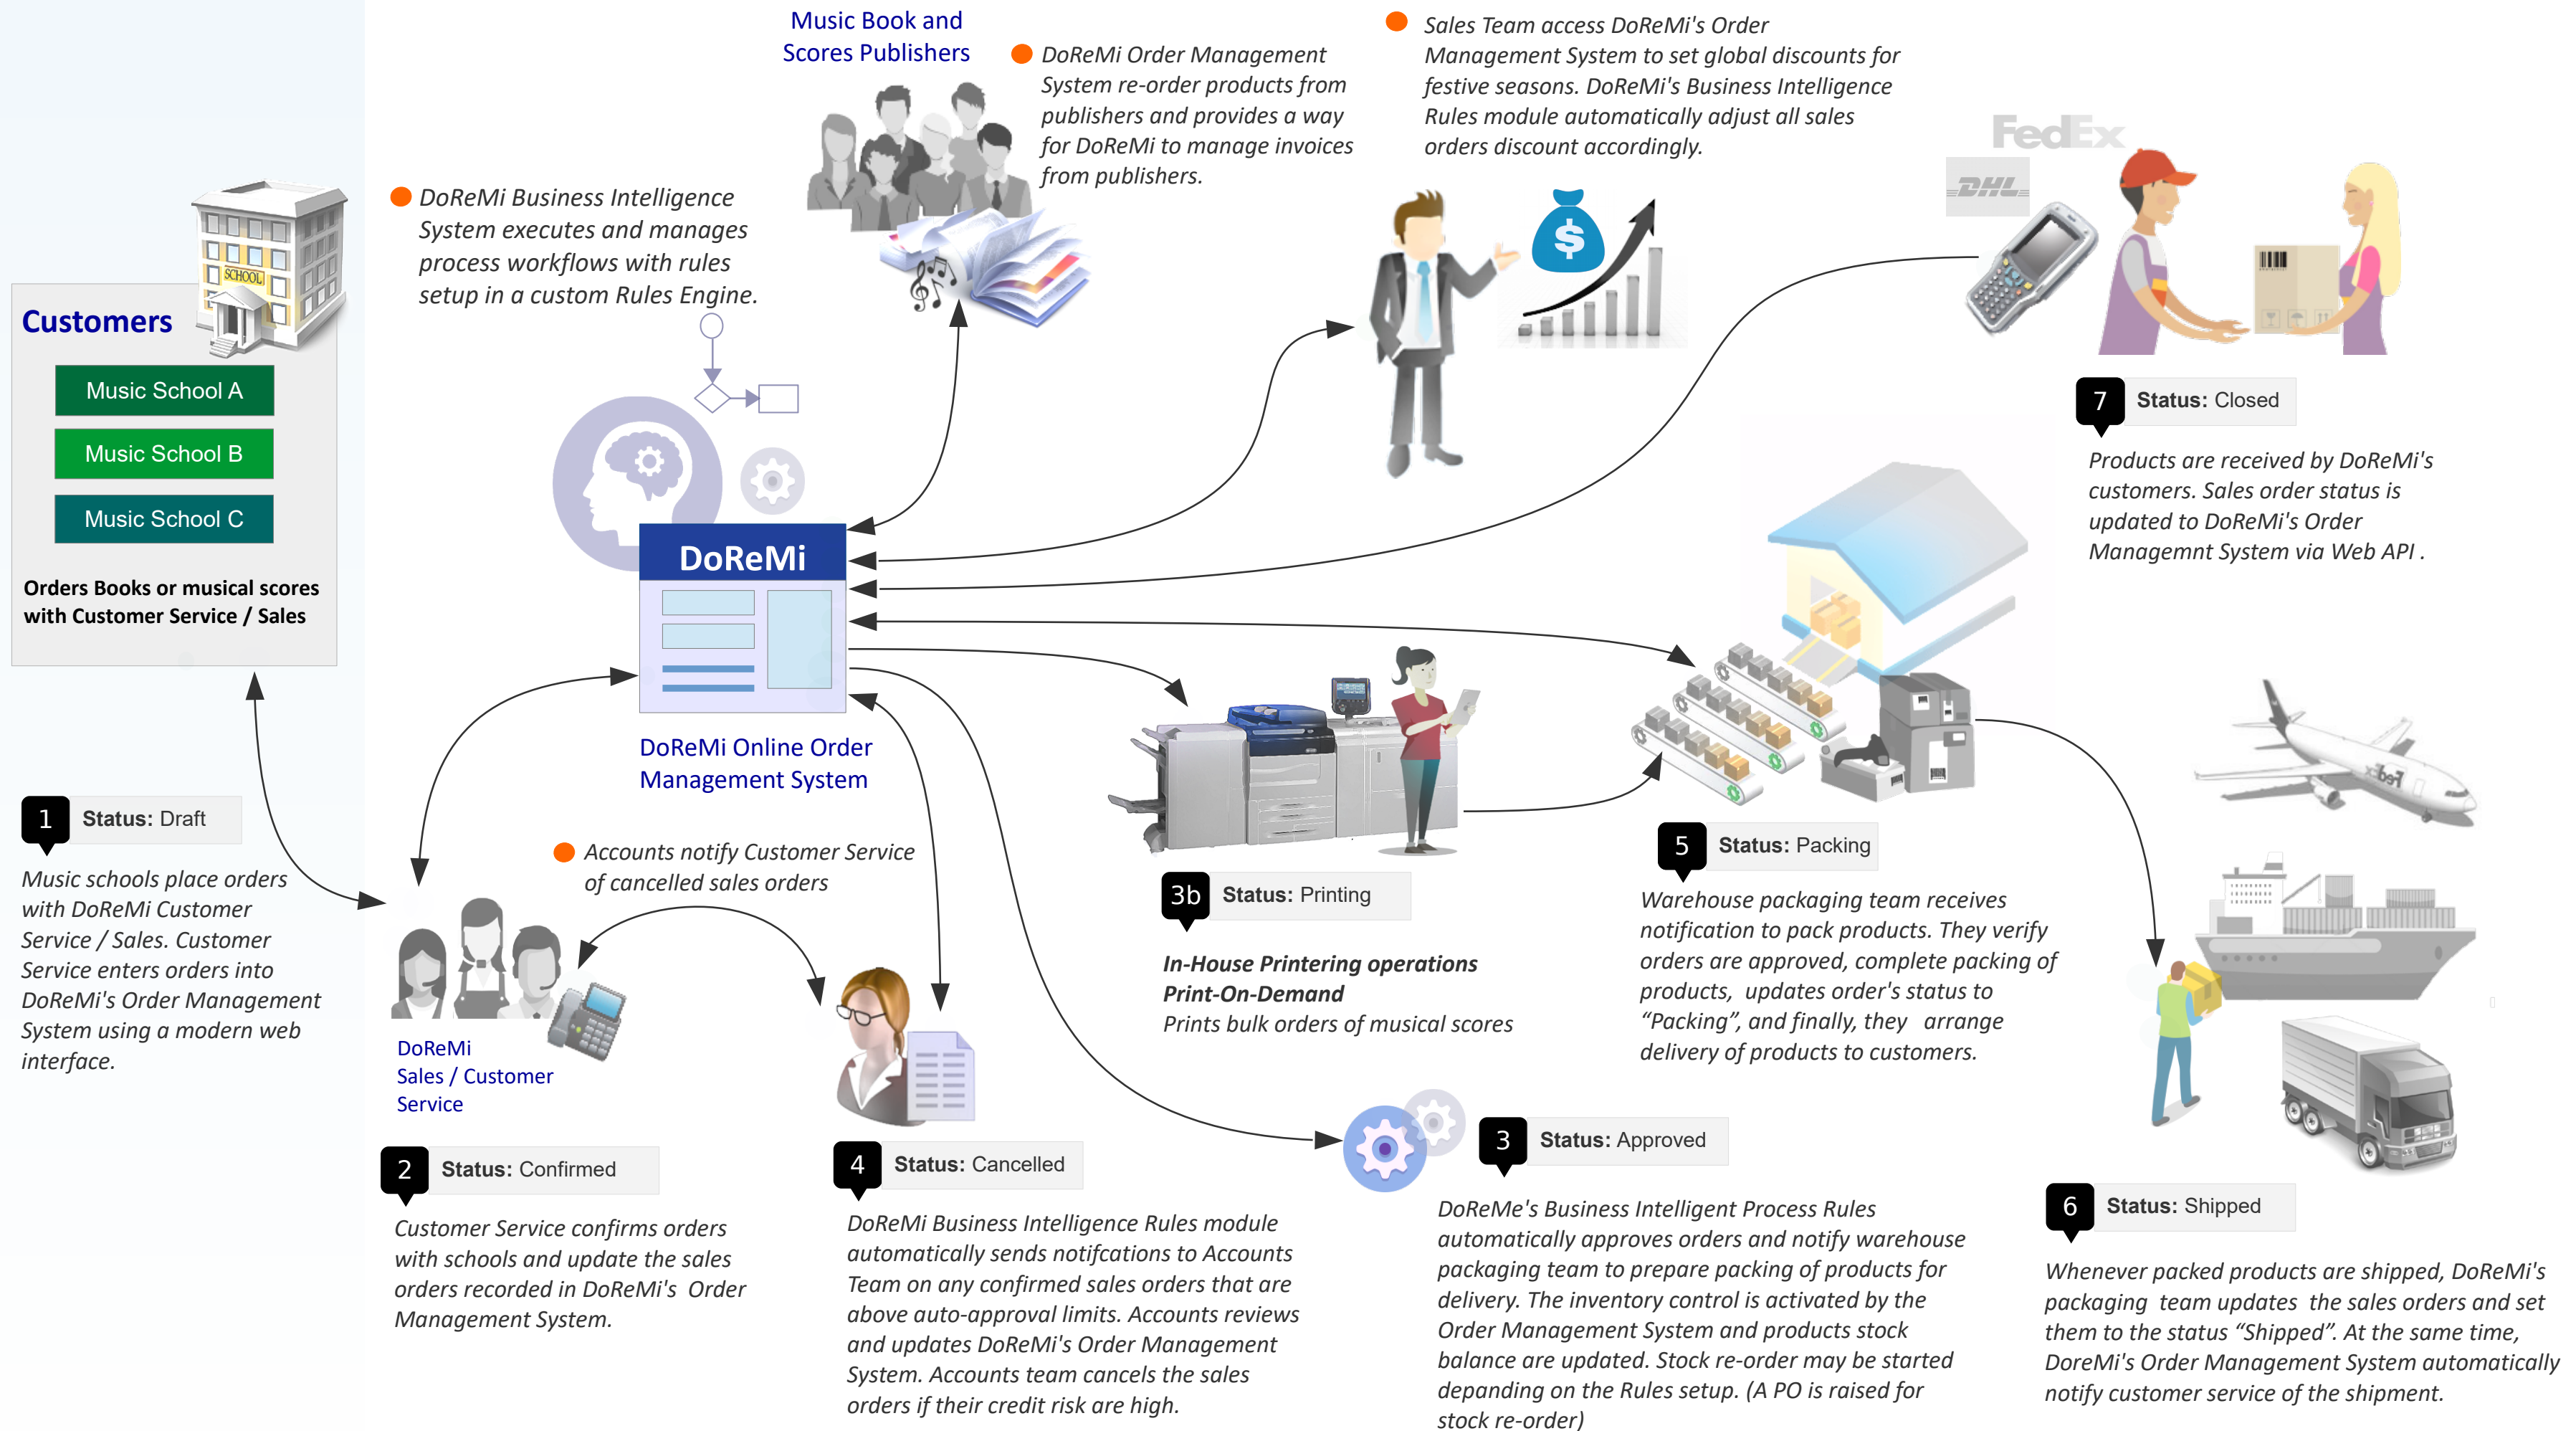 Music Book and
Scores Publishers
DoReMi Order Management
System re-order products from
publishers and provides a way
for DoReMi to manage invoices
from publishers.
Sales Team access DoReMi's Order
Management System to set global discounts for
festive seasons. DoReMi's Business Intelligence
Rules module automatically adjust all sales
orders discount accordingly.
FedEx
DHL
DoReMi Business Intelligence
System executes and manages
process workflows with rules
setup in a custom Rules Engine.
SCHOOL
Customers
Music School A
Music School B
Music School C
Orders Books or musical scores
with Customer Service / Sales
$
7
Status: Closed
Products are received by DoReMi's
customers. Sales order status is
updated to DoReMi's Order
Managemnt System via Web API .
DoReMi
DoReMi Online Order
Management System
1
Status: Draft
Music schools place orders
with DoReMi Customer
Service / Sales. Customer
Service enters orders into
DoReMi's Order Management
System using a modern web
interface.
Accounts notify Customer Service
of cancelled sales orders
DoReMi
Sales / Customer
Service
2
Status: Confirmed
Customer Service confirms orders
with schools and update the sales
orders recorded in DoReMi's Order
Management System.
4
Status: Cancelled
DoReMi Business Intelligence Rules module
automatically sends notifcations to Accounts
Team on any confirmed sales orders that are
above auto-approval limits. Accounts reviews
and updates DoReMi's Order Management
System. Accounts team cancels the sales
orders if their credit risk are high.
3b
Status: Printing
In-House Printering operations
Print-On-Demand
Prints bulk orders of musical scores
3
Status: Approved
DoReMe's Business Intelligent Process Rules
automatically approves orders and notify warehouse
packaging team to prepare packing of products for
delivery. The inventory control is activated by the
Order Management System and products stock
balance are updated. Stock re-order may be started
depanding on the Rules setup. (A PO is raised for
stock re-order)
5
Status: Packing
Warehouse packaging team receives
notification to pack products. They verify
orders are approved, complete packing of
products, updates order's status to
“Packing”, and finally, they arrange
delivery of products to customers.
FedEx
6
Status: Shipped
Whenever packed products are shipped, DoReMi's
packaging team updates the sales orders and set
them to the status “Shipped”. At the same time,
DoreMi's Order Management System automatically
notify customer service of the shipment.